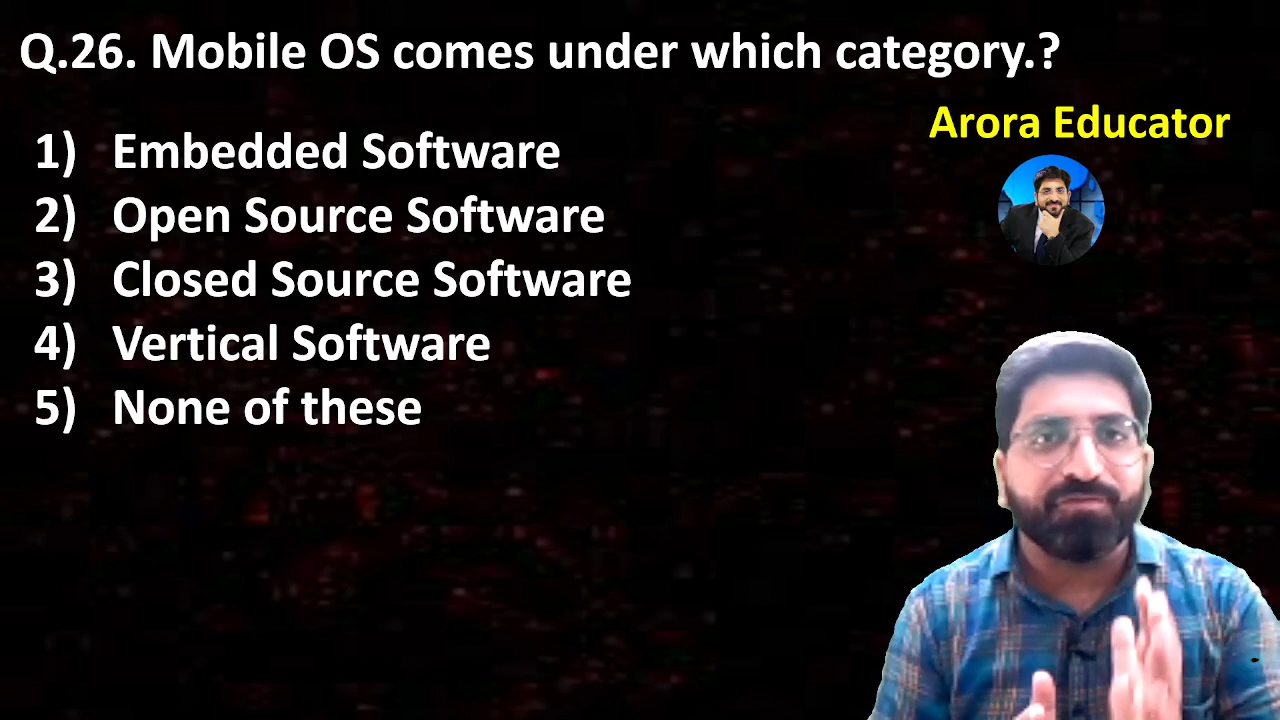 Q.26. Mobile OS comes under which category.?
Arora Educator
1) Embedded Software
2) Open Source Software
3) Closed Source Software
4) Vertical Software
5) None of these